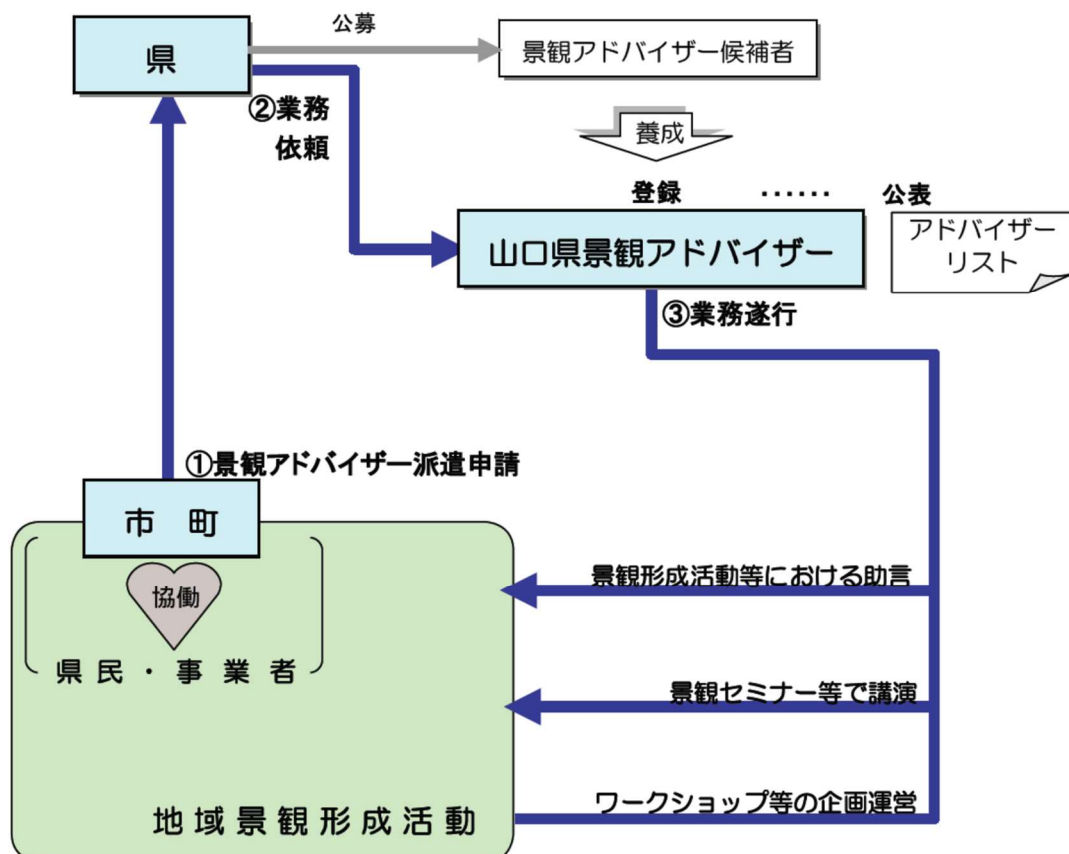 公募
県
景観アドバイザー候補者
②業務
依頼
養成
登録 ・・・・・・ 公表
山口県景観アドバイザー
アドバイザー
リスト
③業務遂行
①景観アドバイザー派遣申請
市 町
協働
県 民 ・ 事 業 者
景観形成活動等における助言
景観セミナー等で講演
ワークショップ等の企画運営
地 域 景 観 形 成 活 動